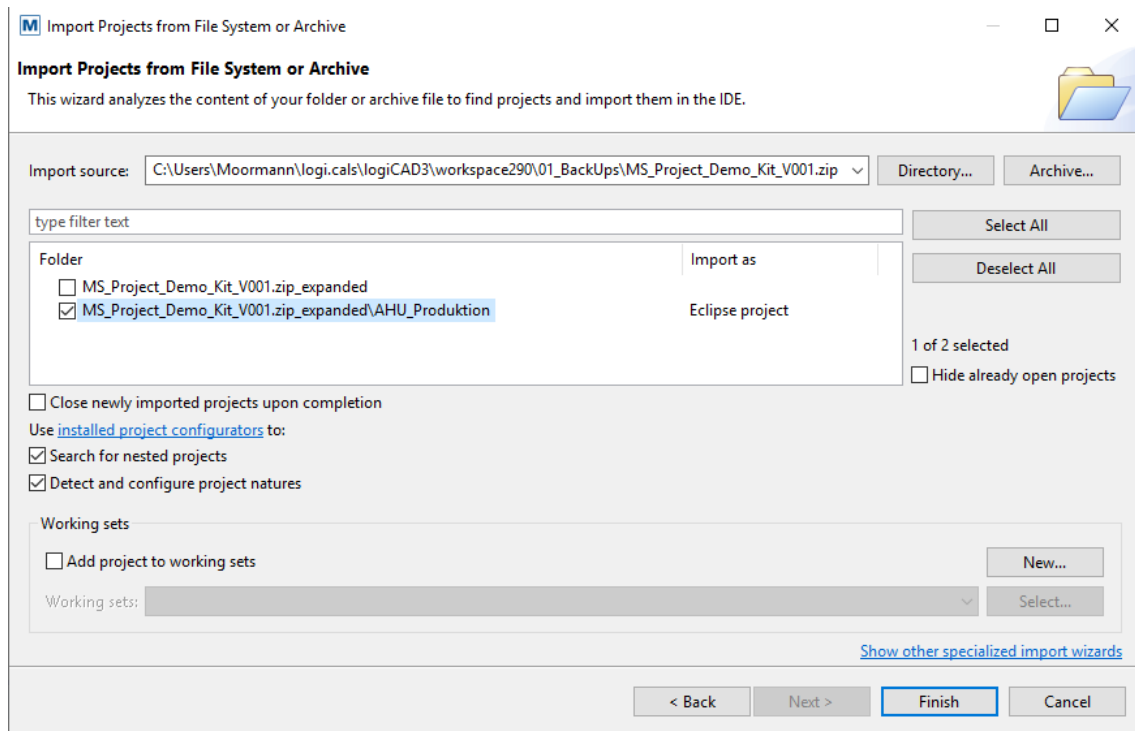 M Import Projects from File System or Archive
Import Projects from File System or Archive
This wizard analyzes the content of your folder or archive file to find projects and import them in the IDE.
Import source: C:\Users\Moormann\logi.cals\logiCAD3\workspace290\01_BackUps\MS_Project_Demo_Kit_V001.zip Directory... Archive...
type filter text Select All
Folder Import as
Deselect All
MS_Project_Demo_Kit_V001.zip_expanded
MS_Project_Demo_Kit_V001.zip_expanded\AHU_Produktion Eclipse project
1 of 2 selected
Hide already open projects
Close newly imported projects upon completion
Use installed project configurators to:
Search for nested projects
Detect and configure project natures
Working sets
Add project to working sets New...
Working sets: Select...
Show other specialized import wizards
< Back Next > Finish Cancel